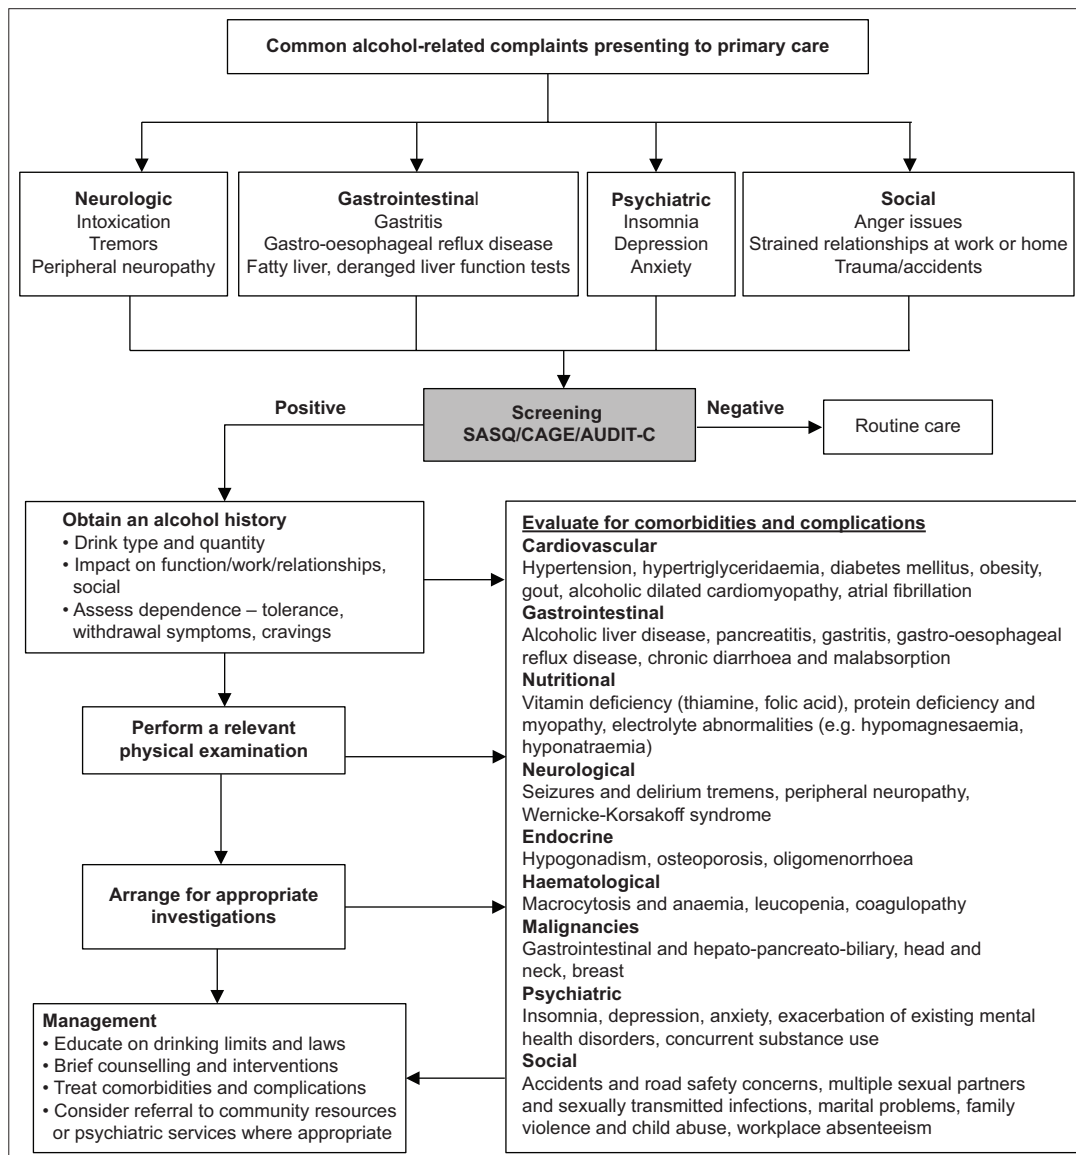 Common alcohol-related complaints presenting to primary care
Neurologic
Intoxication
Tremors
Peripheral neuropathy
Gastrointestinal
Gastritis
Gastro-oesophageal reflux disease
Fatty liver, deranged liver function tests
Psychiatric
Insomnia
Depression
Anxiety
Social
Anger issues
Strained relationships at work or home
Trauma/accidents
Positive
Screening
SASQ/CAGE/AUDIT-C
Negative
Routine care
Obtain an alcohol history
• Drink type and quantity
• Impact on function/work/relationships,
social
• Assess dependence – tolerance,
withdrawal symptoms, cravings
Perform a relevant
physical examination
Arrange for appropriate
investigations
Management
• Educate on drinking limits and laws
• Brief counselling and interventions
• Treat comorbidities and complications
• Consider referral to community resources
or psychiatric services where appropriate
Evaluate for comorbidities and complications
Cardiovascular
Hypertension, hypertriglyceridaemia, diabetes mellitus, obesity,
gout, alcoholic dilated cardiomyopathy, atrial fibrillation
Gastrointestinal
Alcoholic liver disease, pancreatitis, gastritis, gastro-oesophageal
reflux disease, chronic diarrhoea and malabsorption
Nutritional
Vitamin deficiency (thiamine, folic acid), protein deficiency and
myopathy, electrolyte abnormalities (e.g. hypomagnesaemia,
hyponatraemia)
Neurological
Seizures and delirium tremens, peripheral neuropathy,
Wernicke-Korsakoff syndrome
Endocrine
Hypogonadism, osteoporosis, oligomenorrhoea
Haematological
Macrocytosis and anaemia, leucopenia, coagulopathy
Malignancies
Gastrointestinal and hepato-pancreato-biliary, head and
neck, breast
Psychiatric
Insomnia, depression, anxiety, exacerbation of existing mental
health disorders, concurrent substance use
Social
Accidents and road safety concerns, multiple sexual partners
and sexually transmitted infections, marital problems, family
violence and child abuse, workplace absenteeism